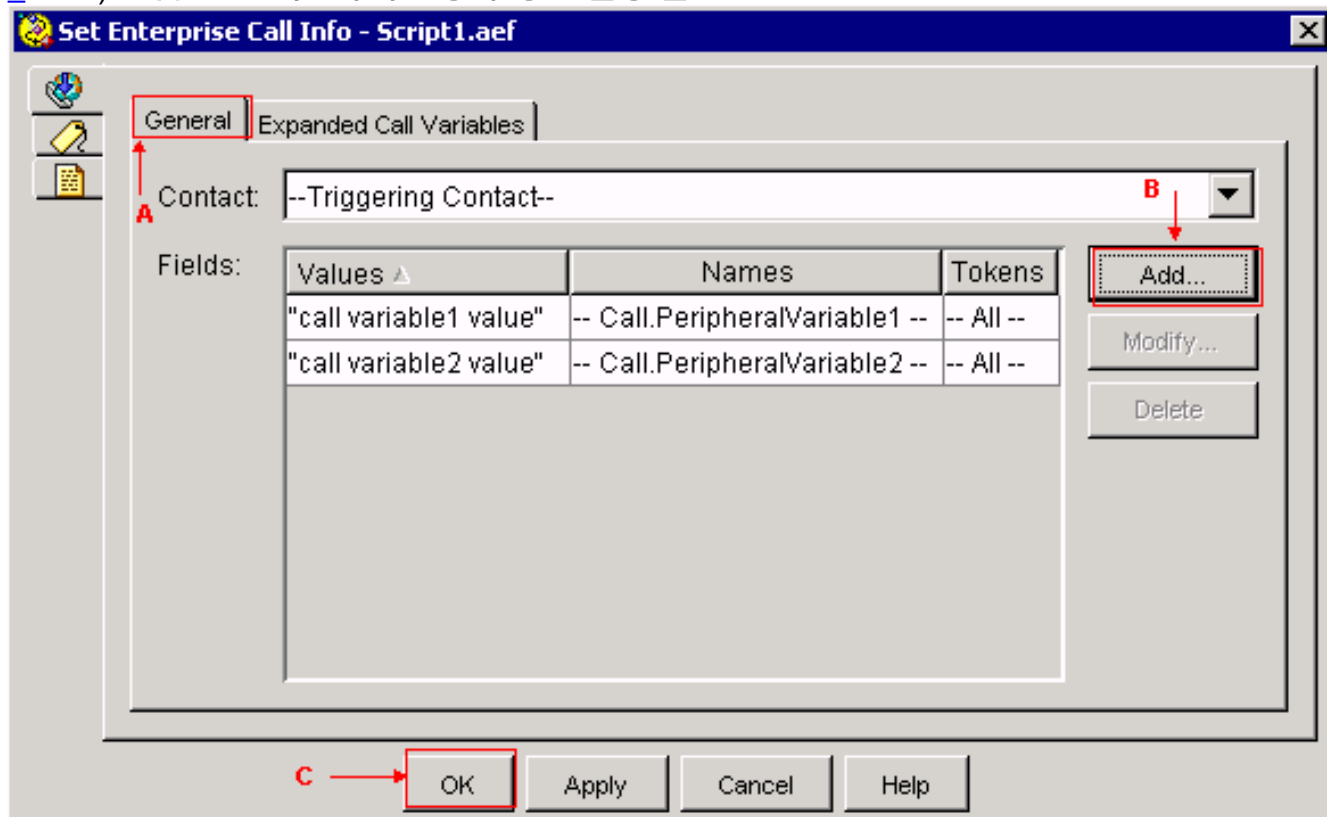 Set Enterprise Call Info - Script1.aef
General
Expanded Call Variables
A
Contact:
--Triggering Contact--
B
Fields:
Values
Names
Tokens
Add...
"call variable1 value"
-- Call.PeripheralVariable1 --
-- All --
Modify...
"call variable2 value"
-- Call.PeripheralVariable2 --
-- All --
Delete
C
OK
Apply
Cancel
Help